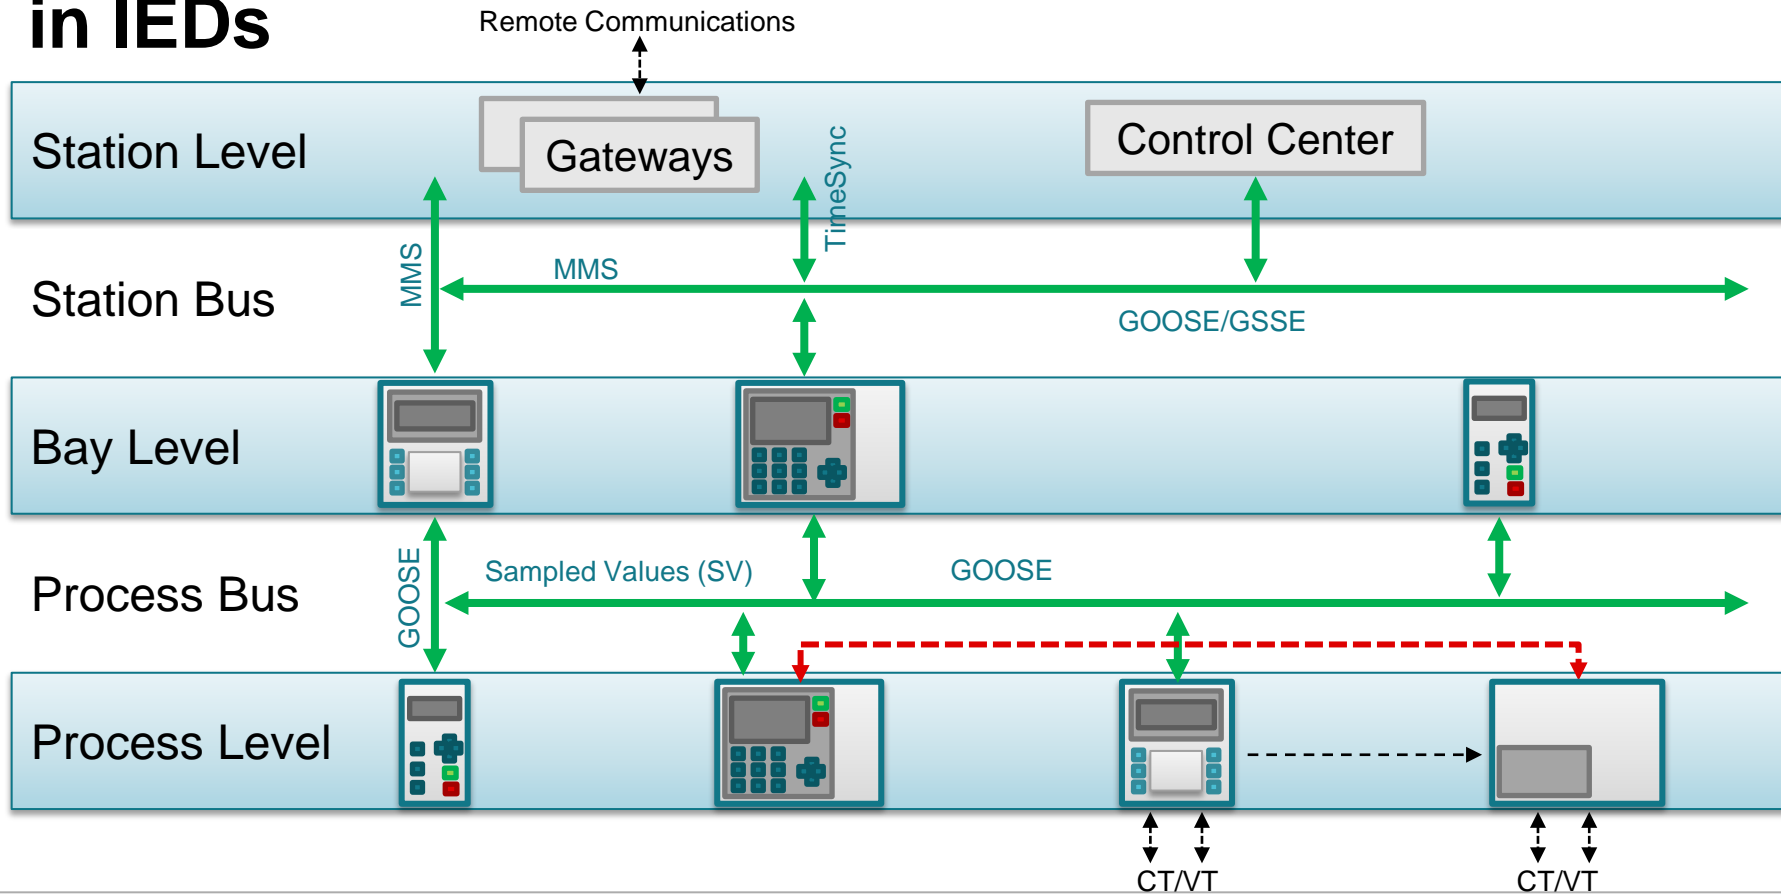 in IEDs
Remote Communications
Station Level
Gateways
TimeSync
Control Center
Station Bus
MMS
MMS
GOOSE/GSSE
Bay Level
Process Bus
GOOSE
Sampled Values (SV)
GOOSE
Process Level
CT/VT
CT/VT